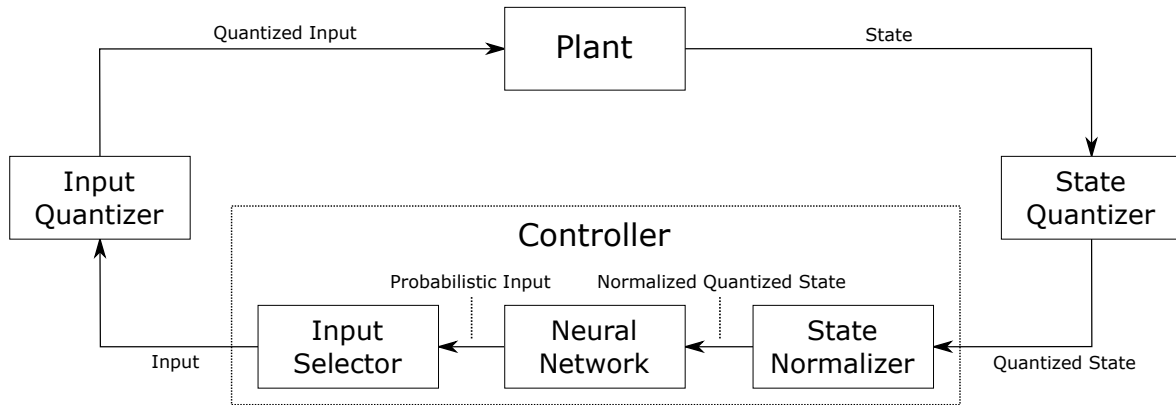 Quantized Input
Plant
State
Input
Quantizer
State
Quantizer
Controller
Probabilistic Input
Normalized Quantized State
Input
Selector
Neural
Network
State
Normalizer
Input
Quantized State